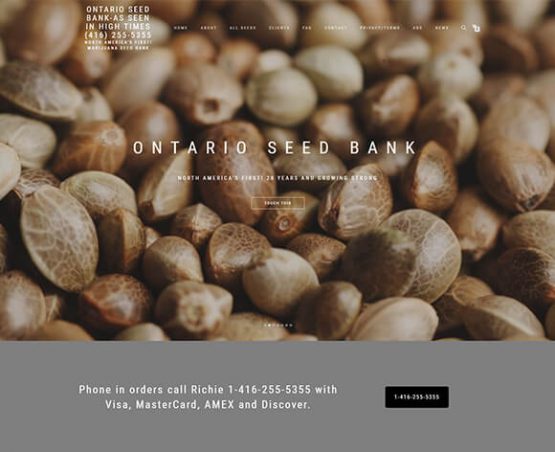 ONTARIO SEED
BANK-AS SEEN
IN HIGH TIMES
(416) 255-5355
NORTH AMERICA'S FIRST!
MARIJUANA SEED BANK
HOME ABOUT ALL SEEDS CLIENTS FAQ CONTACT PRIVACY/TERMS ADS NEWS
ONTARIO SEED BANK
NORTH AMERICA'S FIRST! 28 YEARS AND GROWING STRONG
TOUCH THIS
Phone in orders call Richie 1-416-255-5355 with
Visa, MasterCard, AMEX and Discover.
1-416-255-5355